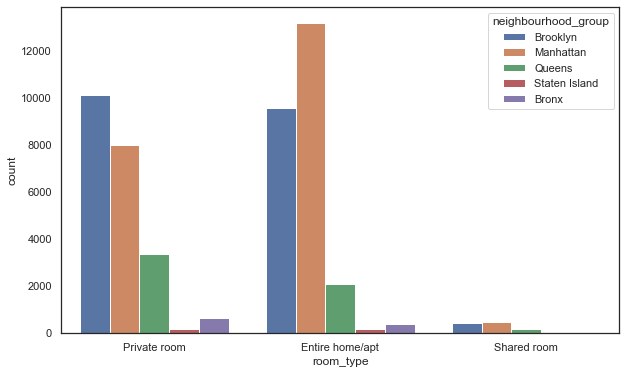 neighbourhood_group
Brooklyn
Manhattan
Queens
Staten Island
Bronx
12000
10000
8000
6000
4000
2000
0
count
Private room
Entire home/apt
Shared room
room_type